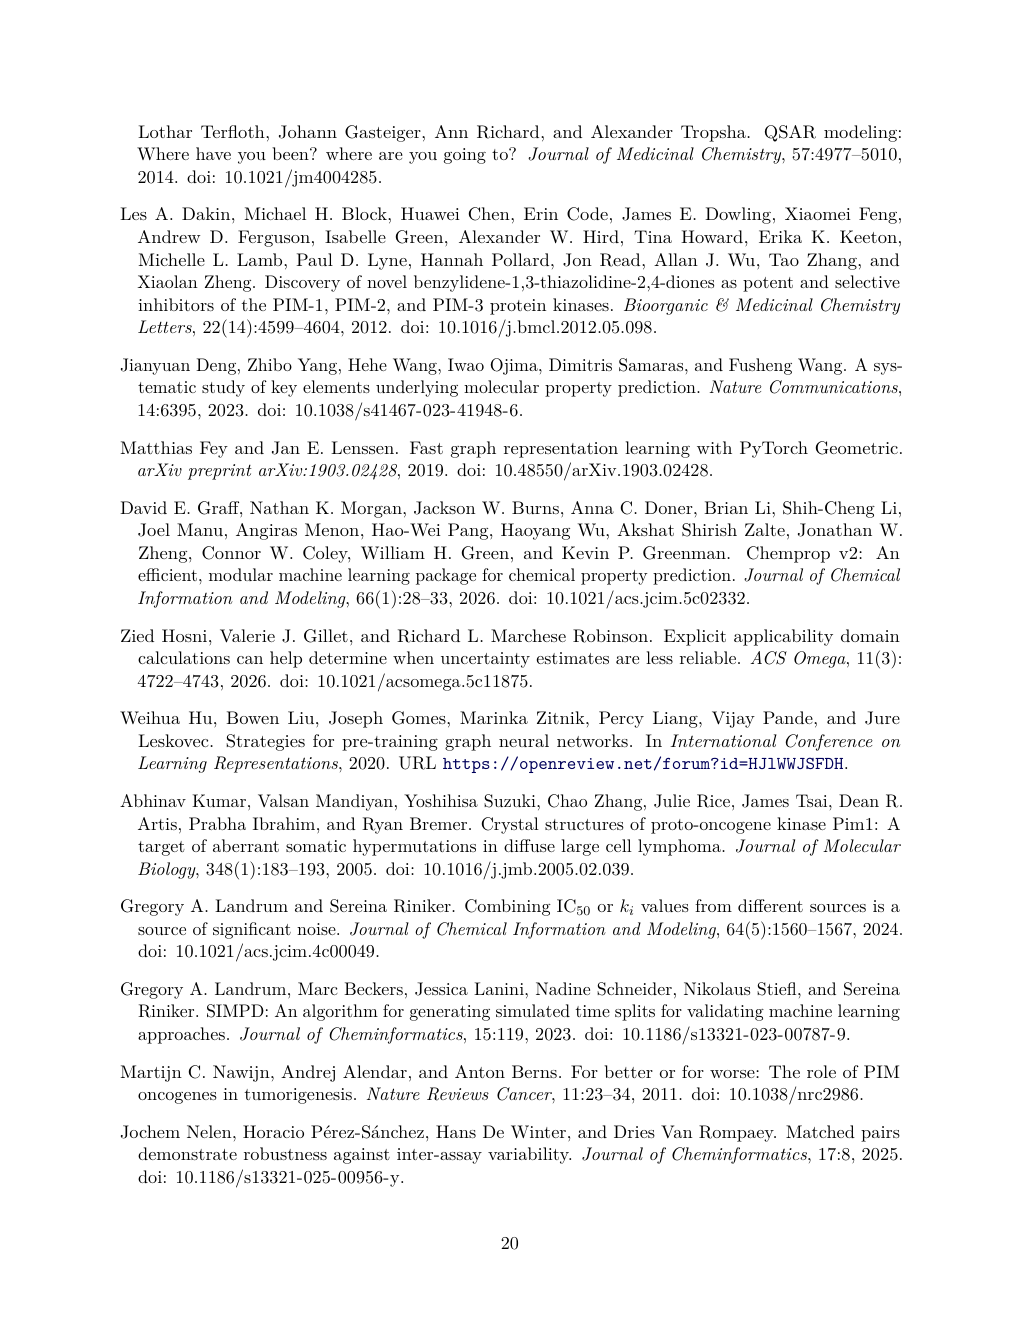 Lothar Terfloth, Johann Gasteiger, Ann Richard, and Alexander Tropsha. QSAR modeling:
Where have you been? where are you going to? Journal of Medicinal Chemistry, 57:4977–5010,
2014. doi: 10.1021/jm4004285.
Les A. Dakin, Michael H. Block, Huawei Chen, Erin Code, James E. Dowling, Xiaomei Feng,
Andrew D. Ferguson, Isabelle Green, Alexander W. Hird, Tina Howard, Erika K. Keeton,
Michelle L. Lamb, Paul D. Lyne, Hannah Pollard, Jon Read, Allan J. Wu, Tao Zhang, and
Xiaolan Zheng. Discovery of novel benzylidene-1,3-thiazolidine-2,4-diones as potent and selective
inhibitors of the PIM-1, PIM-2, and PIM-3 protein kinases. Bioorganic & Medicinal Chemistry
Letters, 22(14):4599–4604, 2012. doi: 10.1016/j.bmcl.2012.05.098.
Jianyuan Deng, Zhibo Yang, Hehe Wang, Iwao Ojima, Dimitris Samaras, and Fusheng Wang. A sys-
tematic study of key elements underlying molecular property prediction. Nature Communications,
14:6395, 2023. doi: 10.1038/s41467-023-41948-6.
Matthias Fey and Jan E. Lenssen. Fast graph representation learning with PyTorch Geometric.
arXiv preprint arXiv:1903.02428, 2019. doi: 10.48550/arXiv.1903.02428.
David E. Graff, Nathan K. Morgan, Jackson W. Burns, Anna C. Doner, Brian Li, Shih-Cheng Li,
Joel Manu, Angiras Menon, Hao-Wei Pang, Haoyang Wu, Akshat Shirish Zalte, Jonathan W.
Zheng, Connor W. Coley, William H. Green, and Kevin P. Greenman. Chemprop v2: An
efficient, modular machine learning package for chemical property prediction. Journal of Chemical
Information and Modeling, 66(1):28–33, 2026. doi: 10.1021/acs.jcim.5c02332.
Zied Hosni, Valerie J. Gillet, and Richard L. Marchese Robinson. Explicit applicability domain
calculations can help determine when uncertainty estimates are less reliable. ACS Omega, 11(3):
4722–4743, 2026. doi: 10.1021/acsomega.5c11875.
Weihua Hu, Bowen Liu, Joseph Gomes, Marinka Zitnik, Percy Liang, Vijay Pande, and Jure
Leskovec. Strategies for pre-training graph neural networks. In International Conference on
Learning Representations, 2020. URL https://openreview.net/forum?id=HJlWWJSFDH.
Abhinav Kumar, Valsan Mandiyan, Yoshihisa Suzuki, Chao Zhang, Julie Rice, James Tsai, Dean R.
Artis, Prabha Ibrahim, and Ryan Bremer. Crystal structures of proto-oncogene kinase Pim1: A
target of aberrant somatic hypermutations in diffuse large cell lymphoma. Journal of Molecular
Biology, 348(1):183–193, 2005. doi: 10.1016/j.jmb.2005.02.039.
Gregory A. Landrum and Sereina Riniker. Combining IC50 or ki values from different sources is a
source of significant noise. Journal of Chemical Information and Modeling, 64(5):1560–1567, 2024.
doi: 10.1021/acs.jcim.4c00049.
Gregory A. Landrum, Marc Beckers, Jessica Lanini, Nadine Schneider, Nikolaus Stiefl, and Sereina
Riniker. SIMPD: An algorithm for generating simulated time splits for validating machine learning
approaches. Journal of Cheminformatics, 15:119, 2023. doi: 10.1186/s13321-023-00787-9.
Martijn C. Nawijn, Andrej Alendar, and Anton Berns. For better or for worse: The role of PIM
oncogenes in tumorigenesis. Nature Reviews Cancer, 11:23–34, 2011. doi: 10.1038/nrc2986.
Jochem Nelen, Horacio Pérez-Sánchez, Hans De Winter, and Dries Van Rompaey. Matched pairs
demonstrate robustness against inter-assay variability. Journal of Cheminformatics, 17:8, 2025.
doi: 10.1186/s13321-025-00956-y.
20